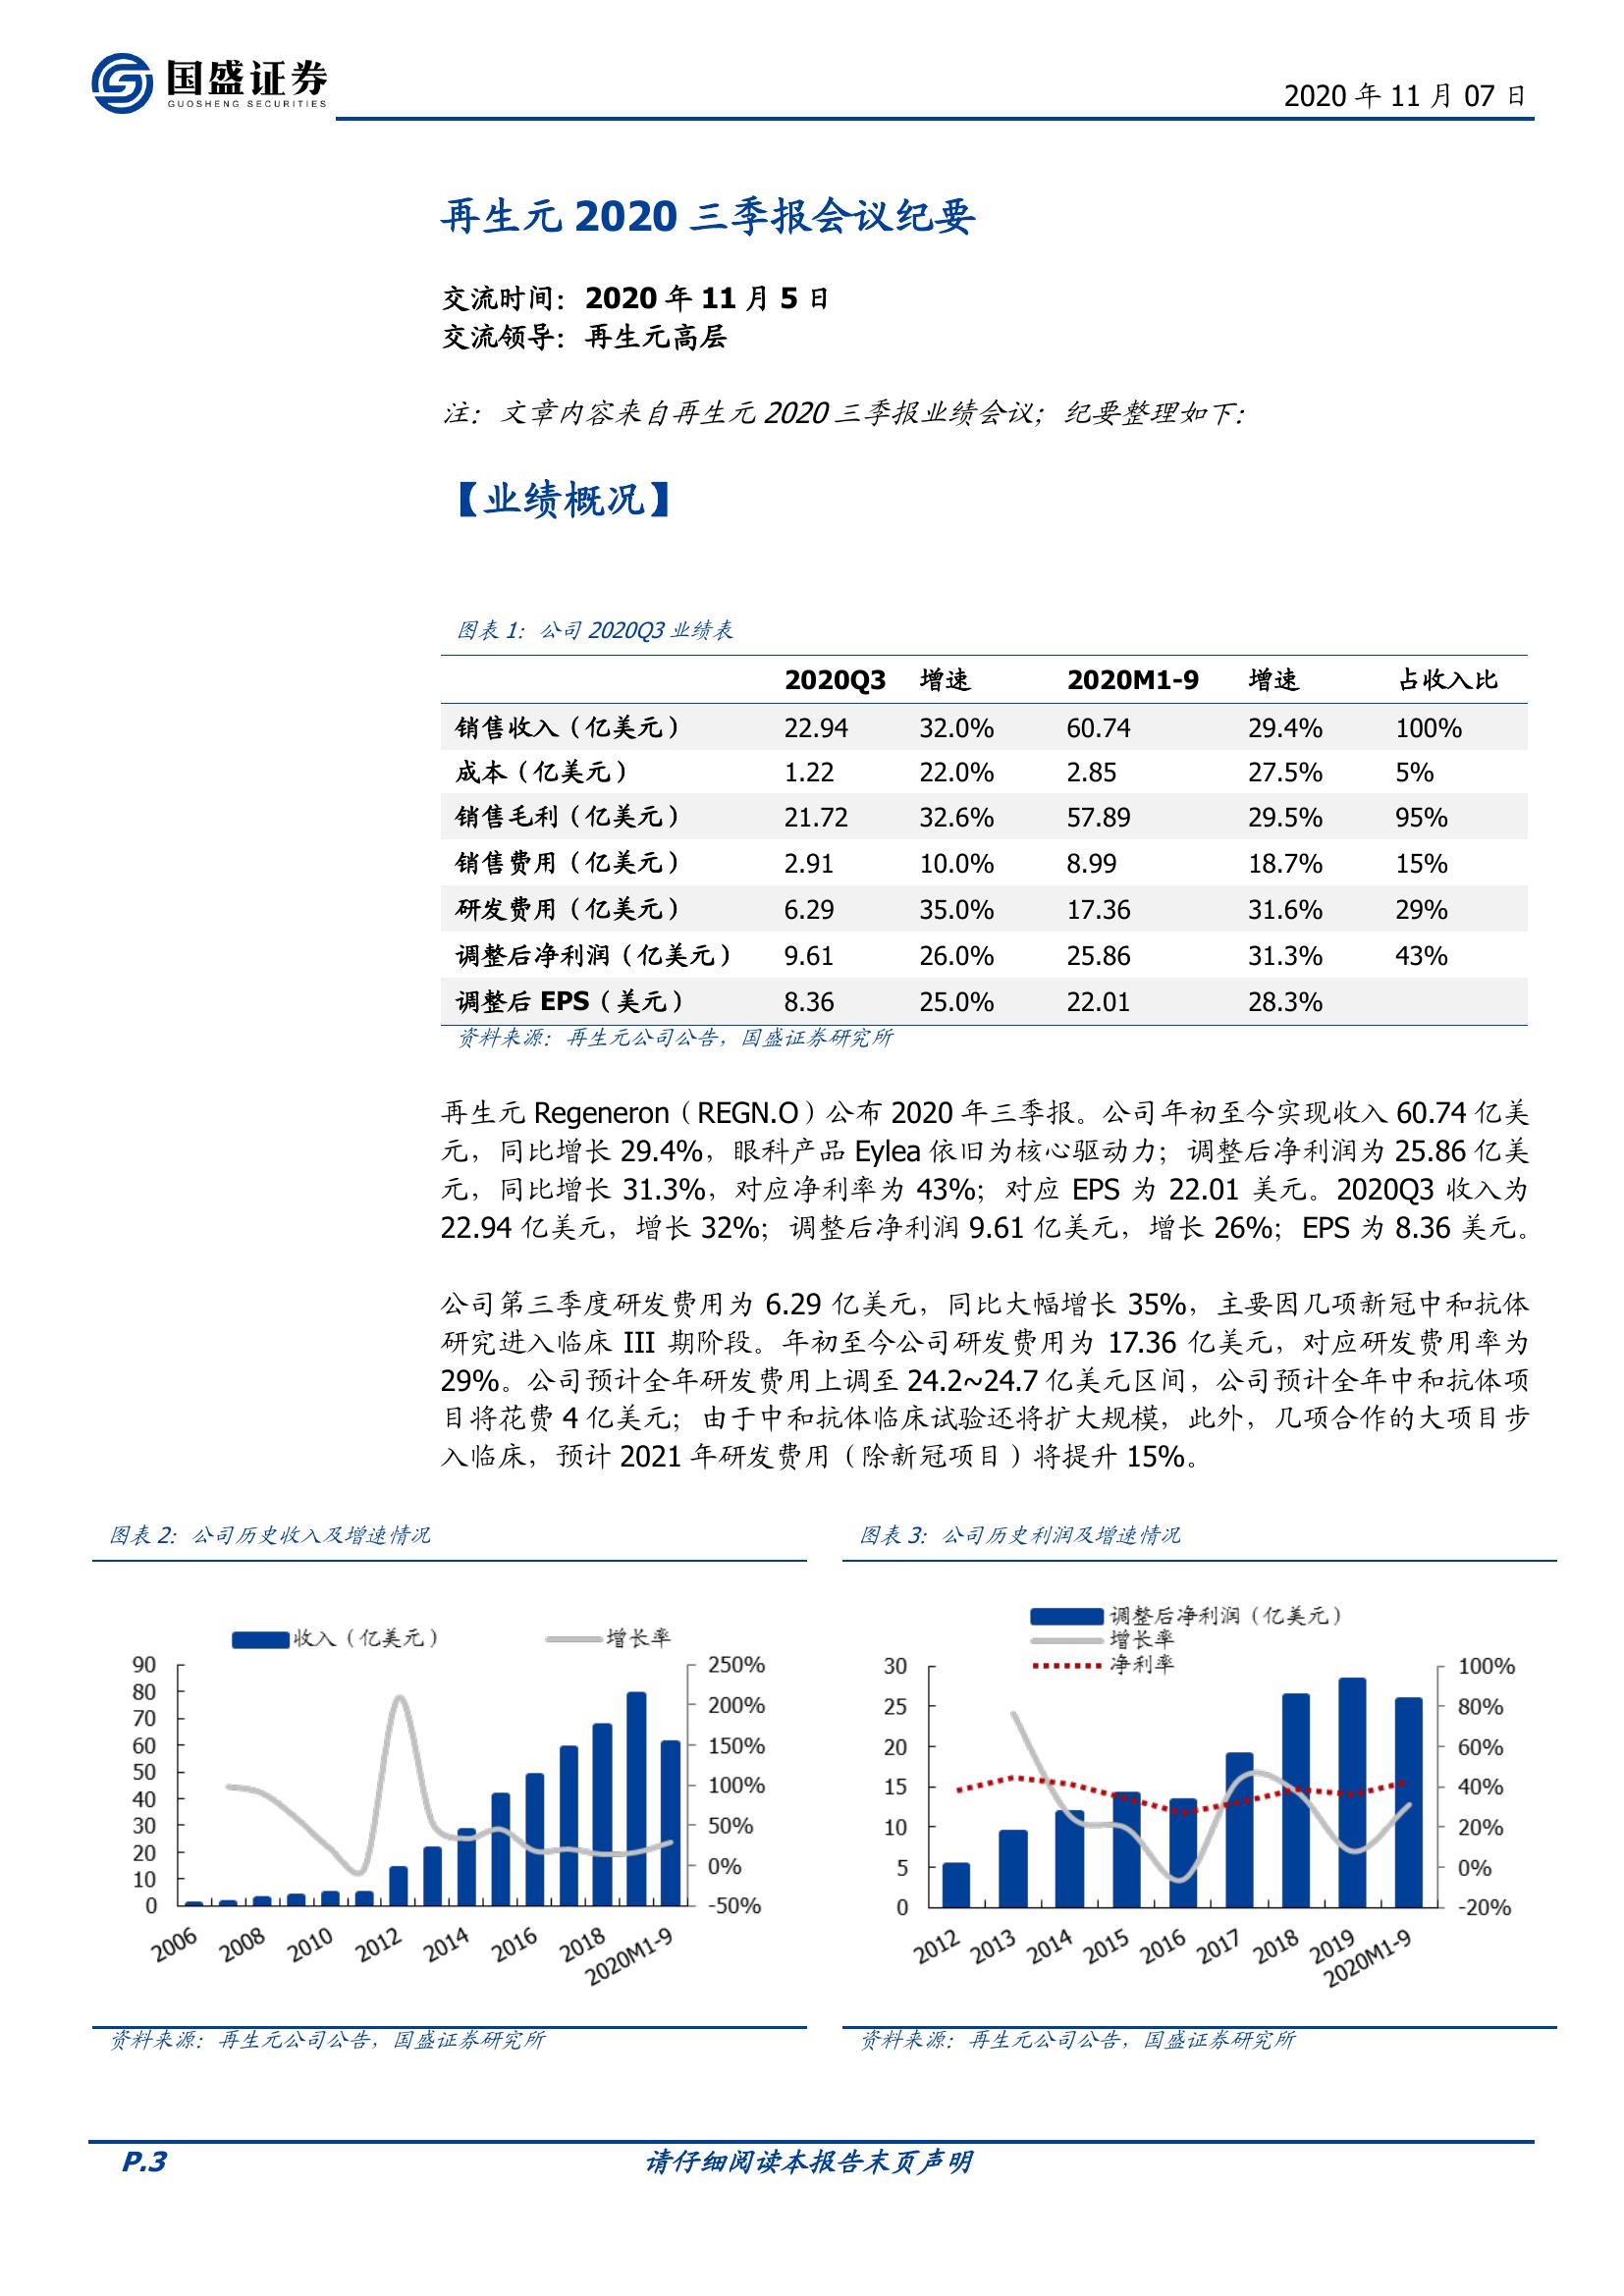 国盛证券
GUOSHENG SECURITIES
2020 年 11 月 07 日
再生元 2020 三季报会议纪要
交流时间：2020 年 11 月 5 日
交流领导：再生元高层
注：文章内容来自再生元 2020 三季报业绩会议；纪要整理如下：
【业绩概况】
图表 1：公司 2020Q3 业绩表
2020Q3 增速 2020M1-9 增速 占收入比
销售收入（亿美元） 22.94 32.0% 60.74 29.4% 100%
成本（亿美元） 1.22 22.0% 2.85 27.5% 5%
销售毛利（亿美元） 21.72 32.6% 57.89 29.5% 95%
销售费用（亿美元） 2.91 10.0% 8.99 18.7% 15%
研发费用（亿美元） 6.29 35.0% 17.36 31.6% 29%
调整后净利润（亿美元） 9.61 26.0% 25.86 31.3% 43%
调整后 EPS（美元） 8.36 25.0% 22.01 28.3%
资料来源：再生元公司公告，国盛证券研究所
再生元 Regeneron（REGN.O）公布 2020 年三季报。公司年初至今实现收入 60.74 亿美
元，同比增长 29.4%，眼科产品 Eylea 依旧为核心驱动力；调整后净利润为 25.86 亿美
元，同比增长 31.3%，对应净利率为 43%；对应 EPS 为 22.01 美元。2020Q3 收入为
22.94 亿美元，增长 32%；调整后净利润 9.61 亿美元，增长 26%；EPS 为 8.36 美元。
公司第三季度研发费用为 6.29 亿美元，同比大幅增长 35%，主要因几项新冠中和抗体
研究进入临床 III 期阶段。年初至今公司研发费用为 17.36 亿美元，对应研发费用率为
29%。公司预计全年研发费用上调至 24.2~24.7 亿美元区间，公司预计全年中和抗体项
目将花费 4 亿美元；由于中和抗体临床试验还将扩大规模，此外，几项合作的大项目步
入临床，预计 2021 年研发费用（除新冠项目）将提升 15%。
图表 2：公司历史收入及增速情况
收入（亿美元） 增长率
90 250%
80 200%
70
60 150%
50 100%
40
30 50%
20 0%
10
0 -50%
2006 2008 2010 2012 2014 2016 2018 2020M1-9
资料来源：再生元公司公告，国盛证券研究所
图表 3：公司历史利润及增速情况
调整后净利润（亿美元）
增长率
净利率
30 100%
25 80%
20 60%
15 40%
10 20%
5 0%
0 -20%
2012 2013 2014 2015 2016 2017 2018 2019 2020M1-9
资料来源：再生元公司公告，国盛证券研究所
P.3 请仔细阅读本报告末页声明